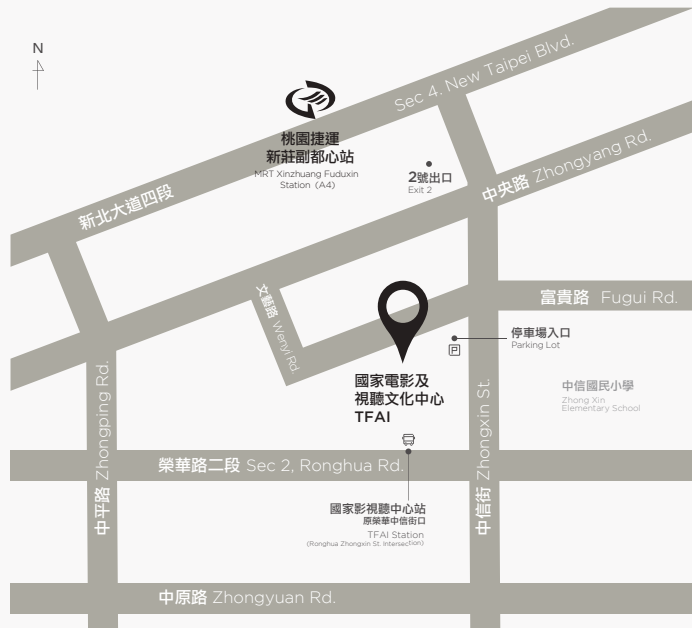 N
Sec 4. New Taipei Blvd.
桃園捷運
新莊副都心站
MRT Xinzhuang Fuduxin
Station (A4)
2號出口
Exit 2
中央路 Zhongyang Rd.
新北大道四段
文藝路 Wenyi Rd.
富貴路 Fugui Rd.
停車場入口
Parking Lot
P
國家電影及
視聽文化中心
TFAI
中信國民小學
Zhong Xin
Elementary School
中平路 Zhongping Rd.
中信街 Zhongxin St.
榮華路二段 Sec 2, Ronghua Rd.
國家影視聽中心站
原榮華中信街口
TFAI Station
(Ronghua Zhongxin St. Intersection)
中原路 Zhongyuan Rd.